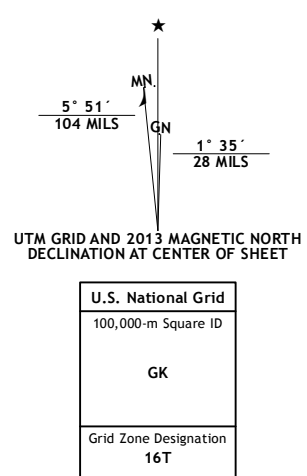 ★
MN.
5° 51´
104 MILS
GN
1° 35´
28 MILS
UTM GRID AND 2013 MAGNETIC NORTH
DECLINATION AT CENTER OF SHEET
U.S. National Grid
100,000-m Square ID
GK
Grid Zone Designation
16T